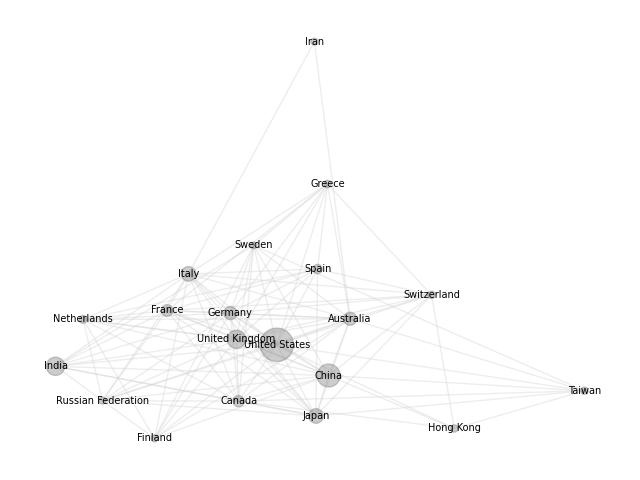 Iran
Greece
Sweden
Spain
Italy
Switzerland
France
Germany
Netherlands
Australia
United Kingdom
United States
India
China
Taiwan
Russian Federation
Canada
Japan
Hong Kong
Finland